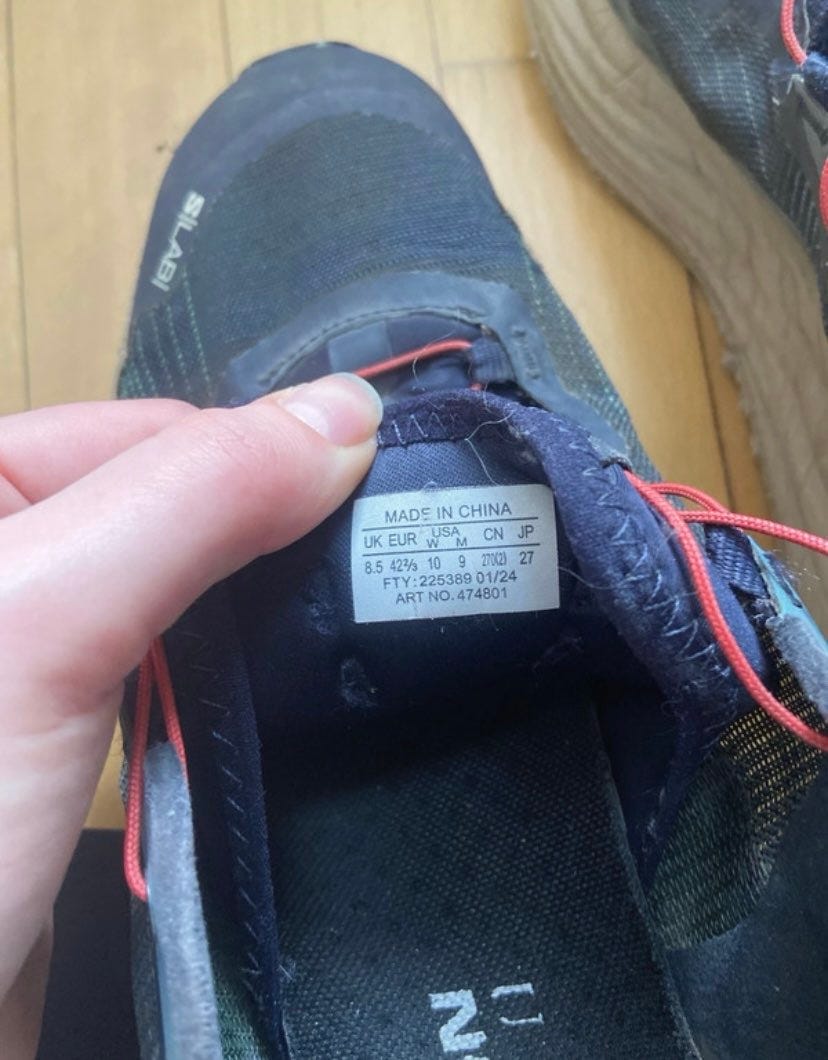 SILABI
MADE IN CHINA
UK EUR USA W M CN JP
8.5 42⅔ 10 9 270(2) 27
FTY: 225389 01/24
ART NO. 474801